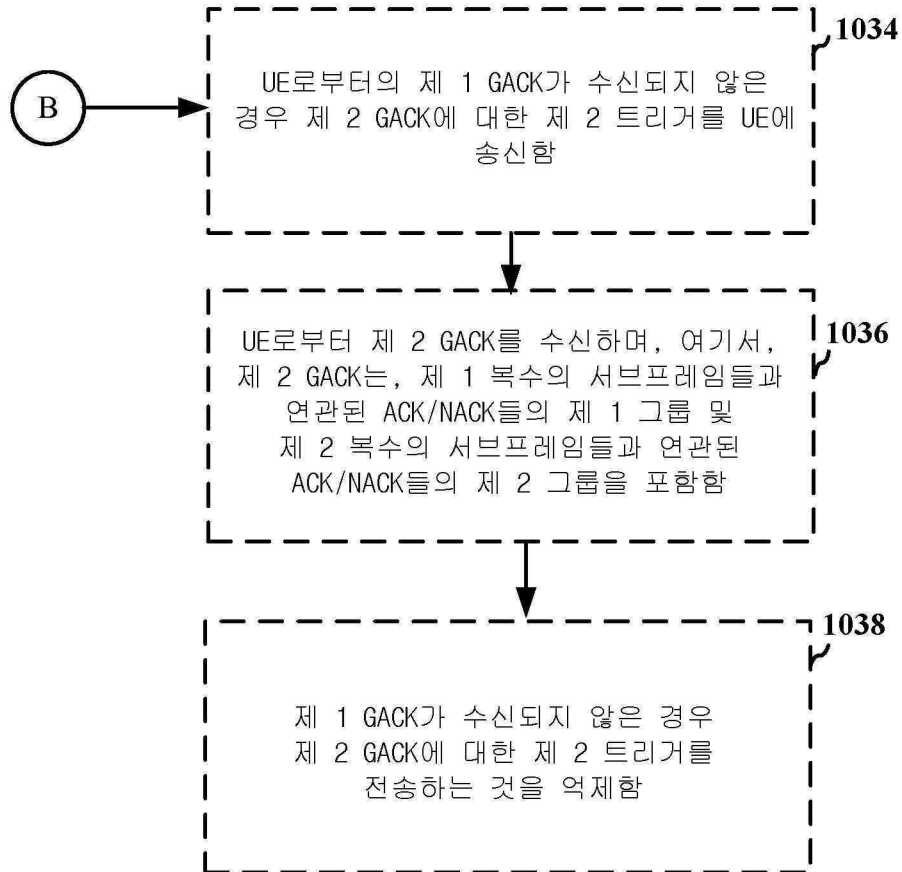 1034
B
UE로부터의 제 1 GACK가 수신되지 않은
경우 제 2 GACK에 대한 제 2 트리거를 UE에
송신함
1036
UE로부터 제 2 GACK를 수신하며, 여기서,
제 2 GACK는, 제 1 복수의 서브프레임들과
연관된 ACK/NACK들의 제 1 그룹 및
제 2 복수의 서브프레임들과 연관된
ACK/NACK들의 제 2 그룹을 포함함
1038
제 1 GACK가 수신되지 않은 경우
제 2 GACK에 대한 제 2 트리거를
전송하는 것을 억제함